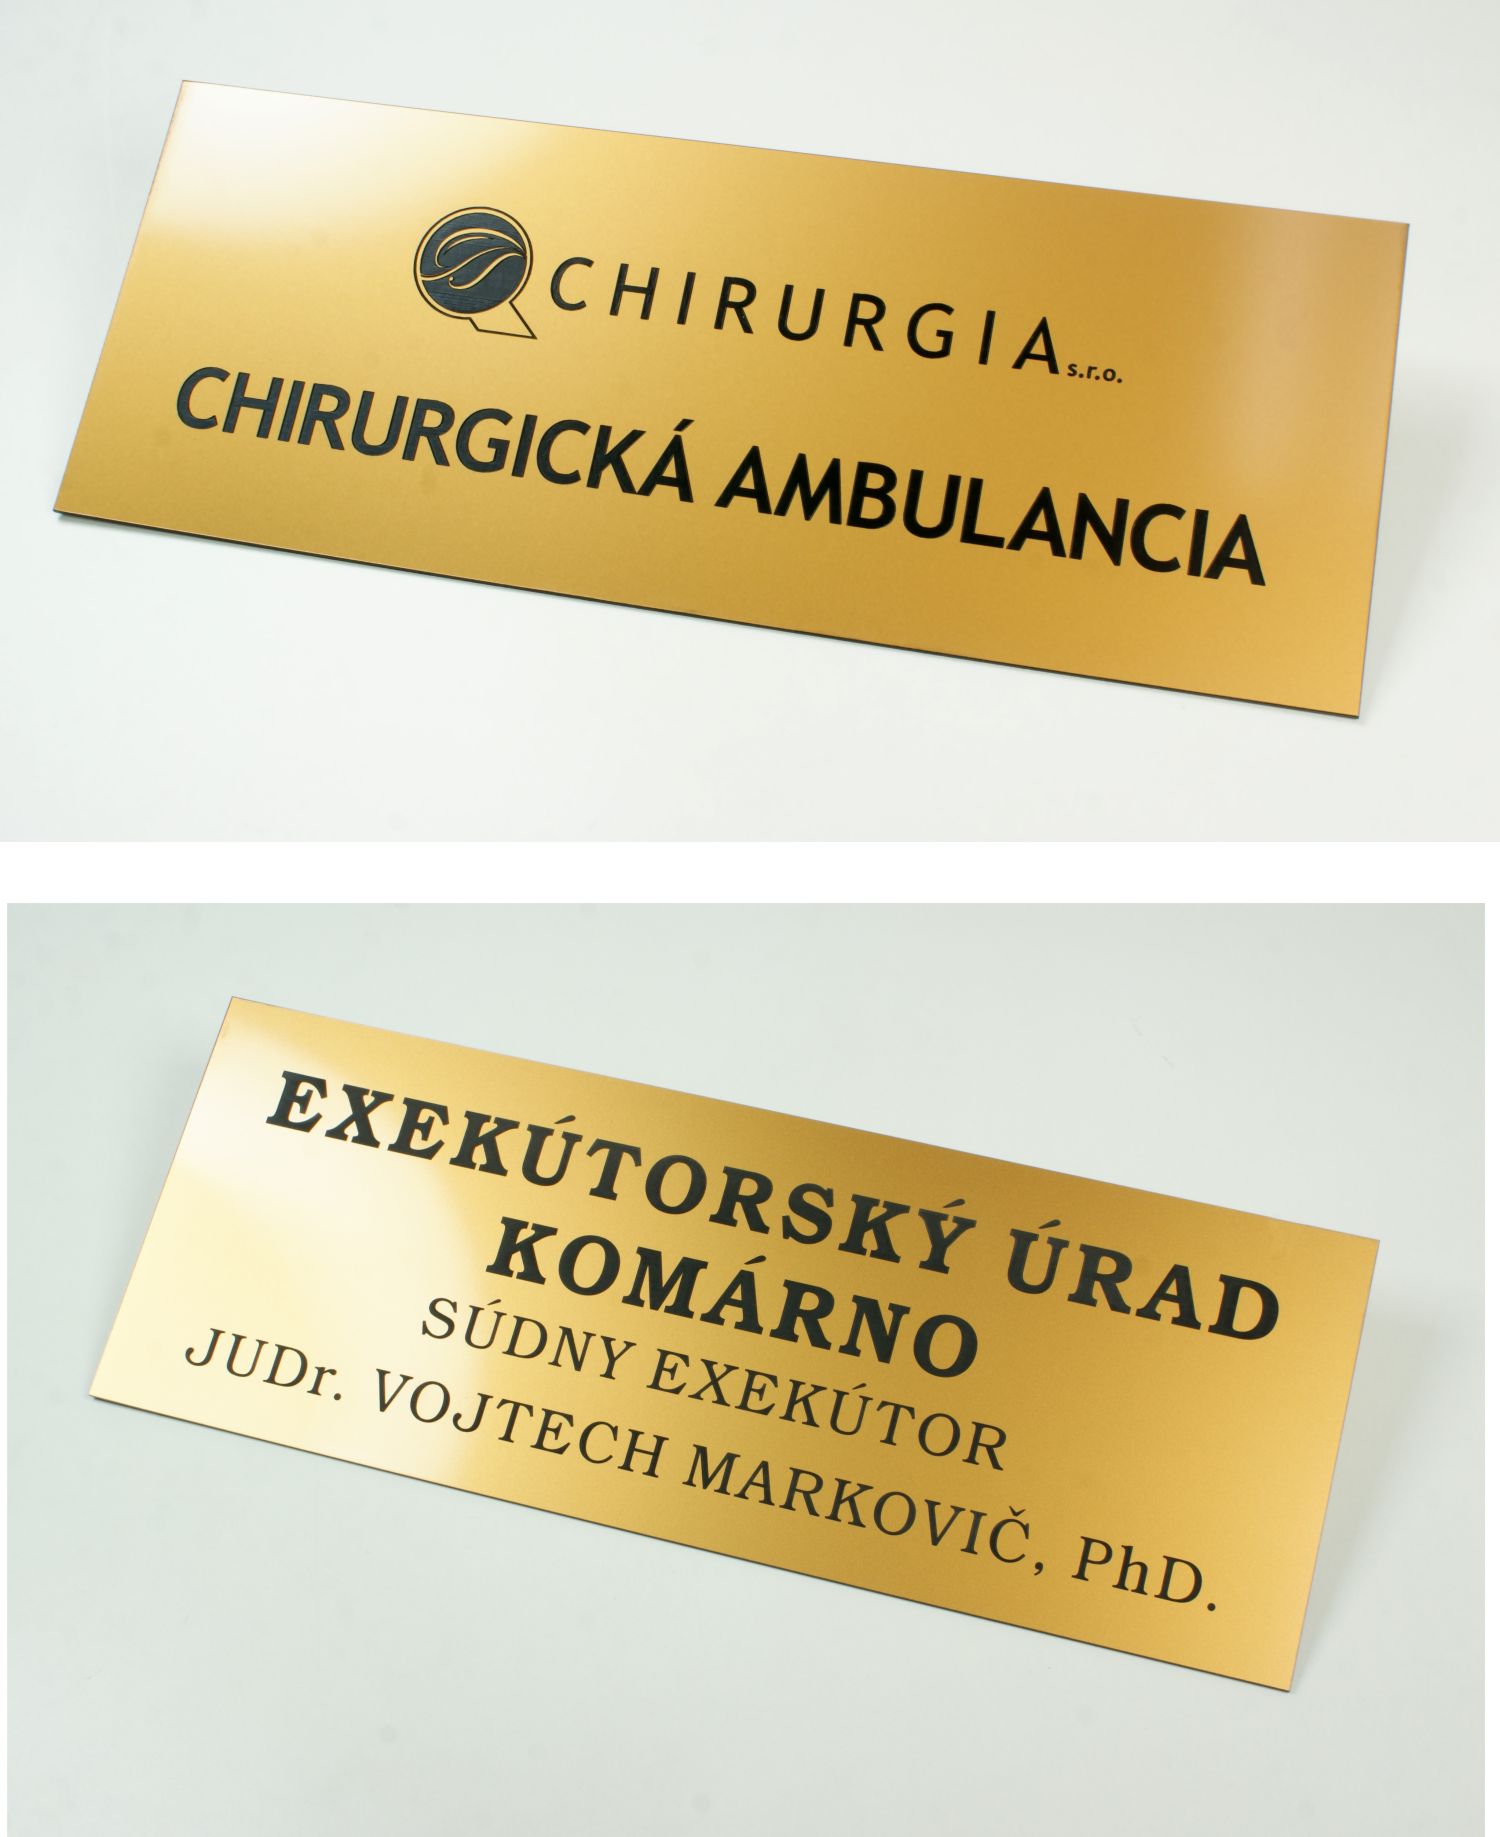 CHIRURGIA s.r.o.
CHIRURGICKÁ AMBULANCIA
EXEKÚTORSKÝ ÚRAD
KOMÁRNO
SÚDNY EXEKÚTOR
JUDr. VOJTECH MARKOVIČ, PhD.